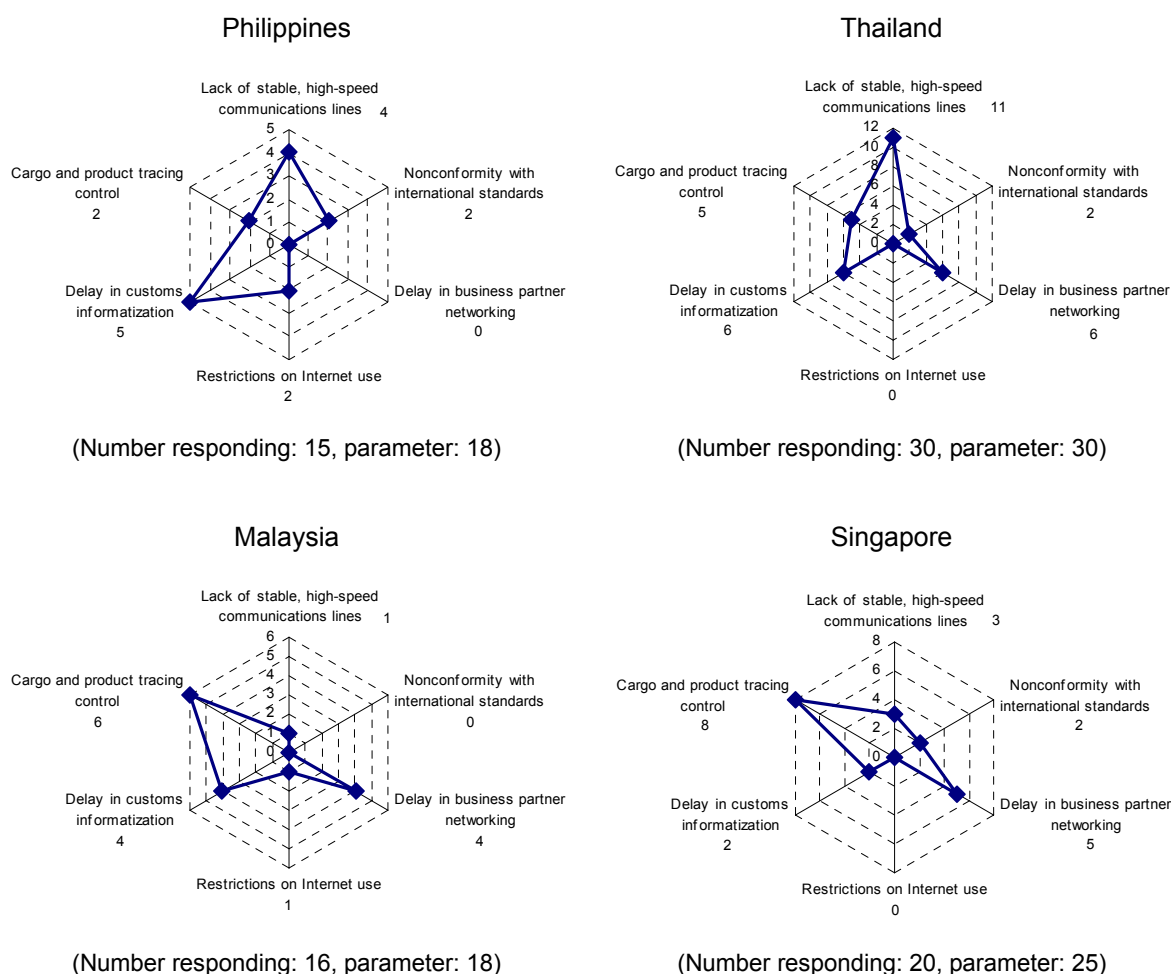 Philippines
Lack of stable, high-speed
communications lines 4
5
4
3
2
1
0
Cargo and product tracing
control
2
Nonconformity with
international standards
2
Delay in customs
informatization
5
Delay in business partner
networking
0
Restrictions on Internet use
2
(Number responding: 15, parameter: 18)
Thailand
Lack of stable, high-speed
communications lines 11
12
10
8
6
4
2
0
Cargo and product tracing
control
5
Nonconformity with
international standards
2
Delay in customs
informatization
6
Delay in business partner
networking
6
Restrictions on Internet use
0
(Number responding: 30, parameter: 30)
Malaysia
Lack of stable, high-speed
communications lines 1
6
5
4
3
2
1
0
Cargo and product tracing
control
6
Nonconformity with
international standards
0
Delay in customs
informatization
4
Delay in business partner
networking
4
Restrictions on Internet use
1
(Number responding: 16, parameter: 18)
Singapore
Lack of stable, high-speed
communications lines 3
8
6
4
2
0
Cargo and product tracing
control
8
Nonconformity with
international standards
2
Delay in customs
informatization
2
Delay in business partner
networking
5
Restrictions on Internet use
0
(Number responding: 20, parameter: 25)